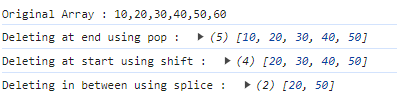 Original Array : 10,20,30,40,50,60
Deleting at end using pop : ▶ (5) [10, 20, 30, 40, 50]
Deleting at start using shift : ▶ (4) [20, 30, 40, 50]
Deleting in between using splice : ▶ (2) [20, 50]